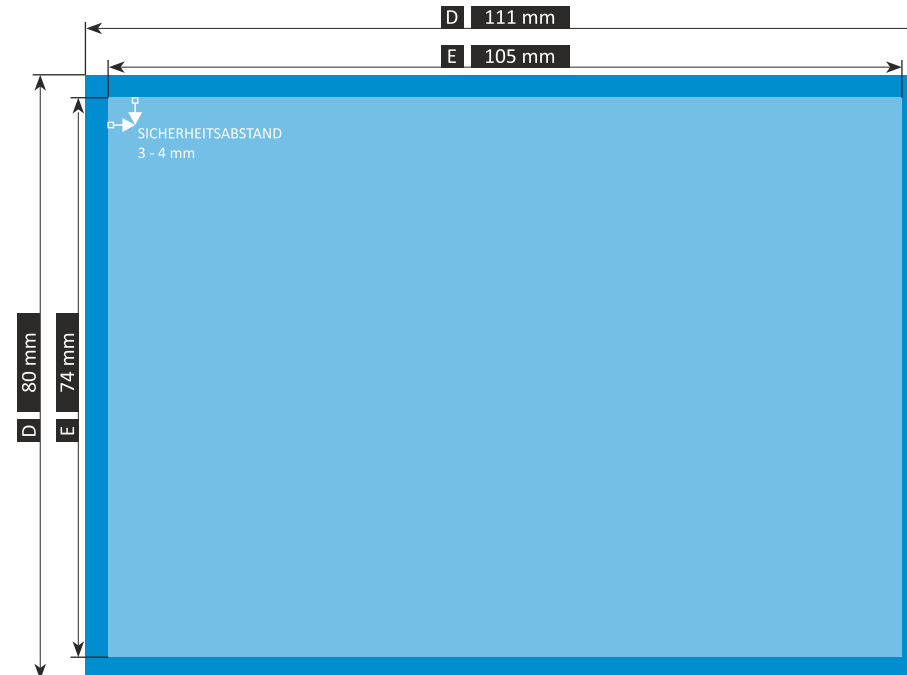 D 111 mm
E 105 mm
SICHERHEITSABSTAND
3 - 4 mm
D 80 mm
E 74 mm